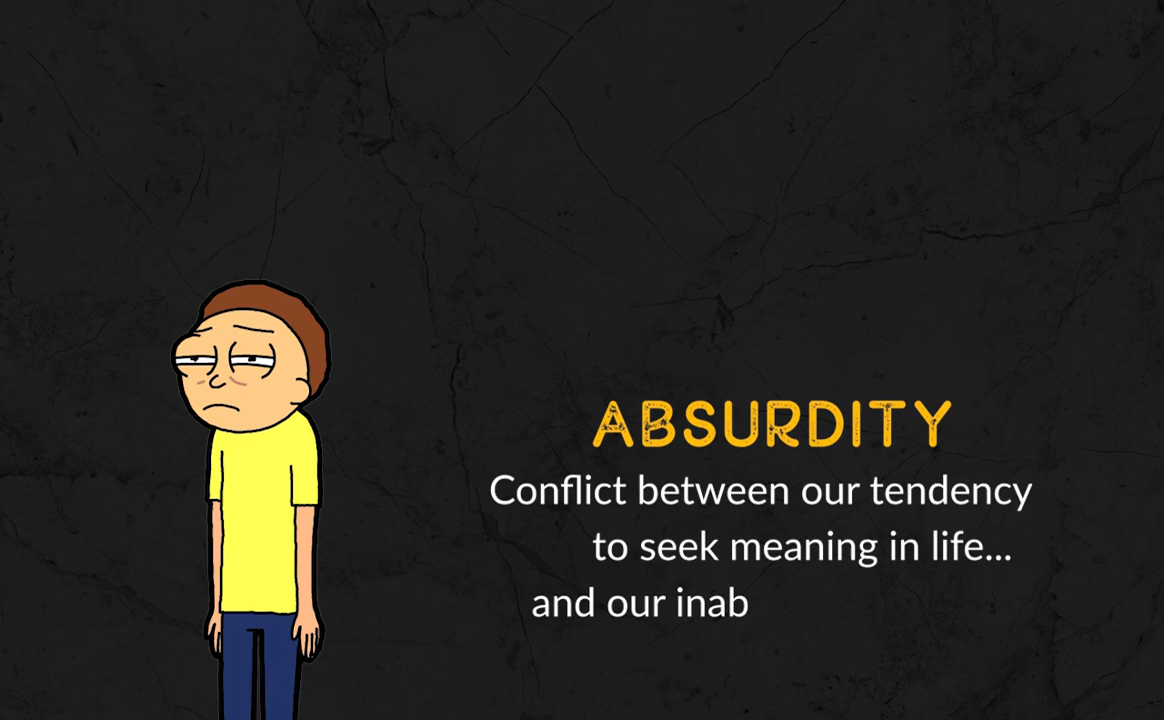 ABSURDITY
Conflict between our tendency
to seek meaning in life...
and our inab